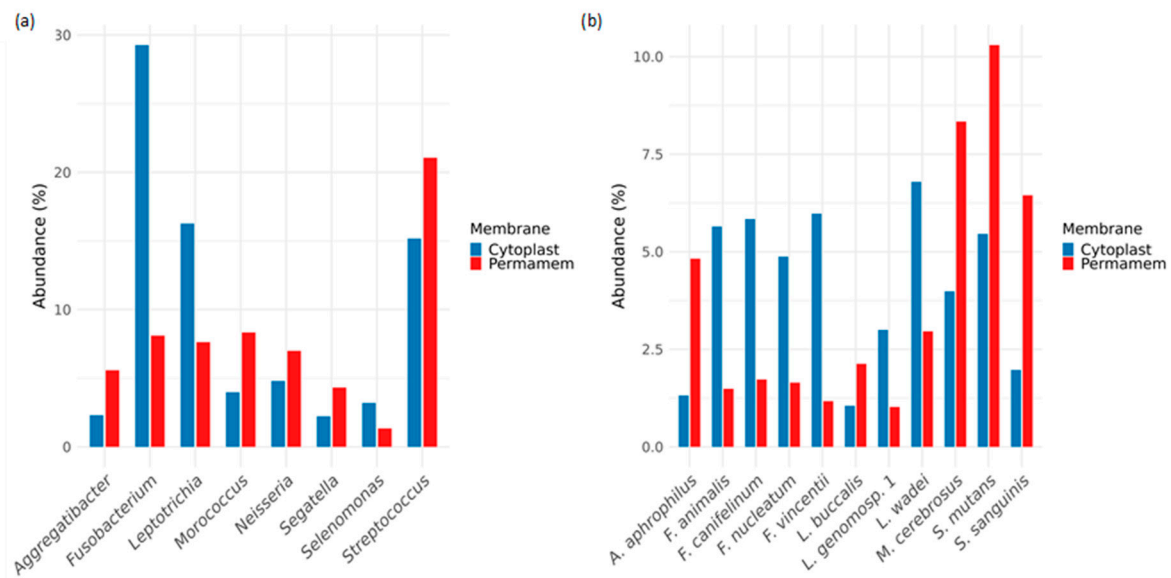 (a)
30
20
10
0
Abundance (%)
Aggregatibacter
Fusobacterium
Leptotrichia
Morococcus
Neisseria
Segatella
Selenomonas
Streptococcus
Membrane
Cytoplast
Permamem
(b)
10.0
7.5
5.0
2.5
0.0
Abundance (%)
A. aphrophilus
F. animalis
F. canifelinum
F. nucleatum
F. vincentii
L. buccalis
L. genomosp. 1
L. wadei
M. cerebrosus
S. mutans
S. sanguinis
Membrane
Cytoplast
Permamem